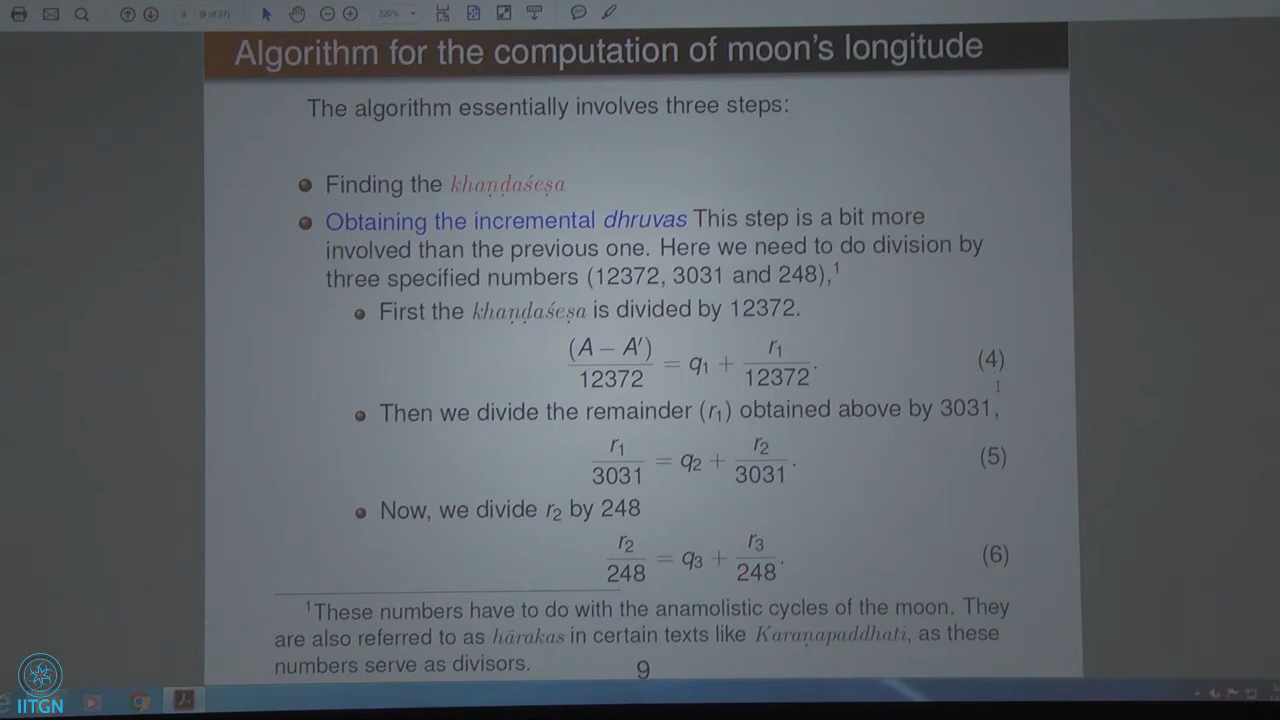 9 (9 of 37) 220%
Algorithm for the computation of moon's longitude
The algorithm essentially involves three steps:
Finding the khaṇḍaśeṣa
Obtaining the incremental dhruvas This step is a bit more
involved than the previous one. Here we need to do division by
three specified numbers (12372, 3031 and 248),¹
First the khaṇḍaśeṣa is divided by 12372.
(A − A′)/12372 = q₁ + r₁/12372. (4)
Then we divide the remainder (r₁) obtained above by 3031,
r₁/3031 = q₂ + r₂/3031. (5)
Now, we divide r₂ by 248
r₂/248 = q₃ + r₃/248. (6)
¹These numbers have to do with the anamolistic cycles of the moon. They
are also referred to as hārakas in certain texts like Karaṇapaddhati, as these
numbers serve as divisors.
9
IITGN